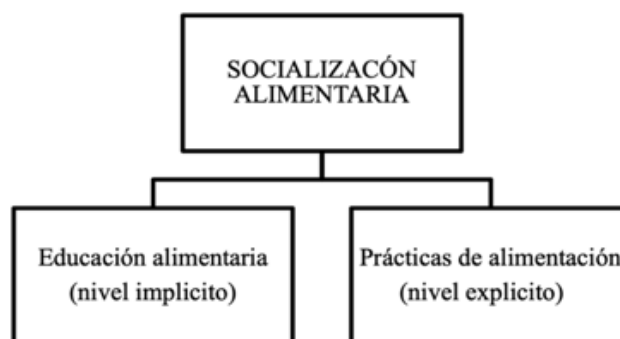 SOCIALIZACÓN
ALIMENTARIA
Educación alimentaria
(nivel implicito)
Prácticas de alimentación
(nivel explicito)